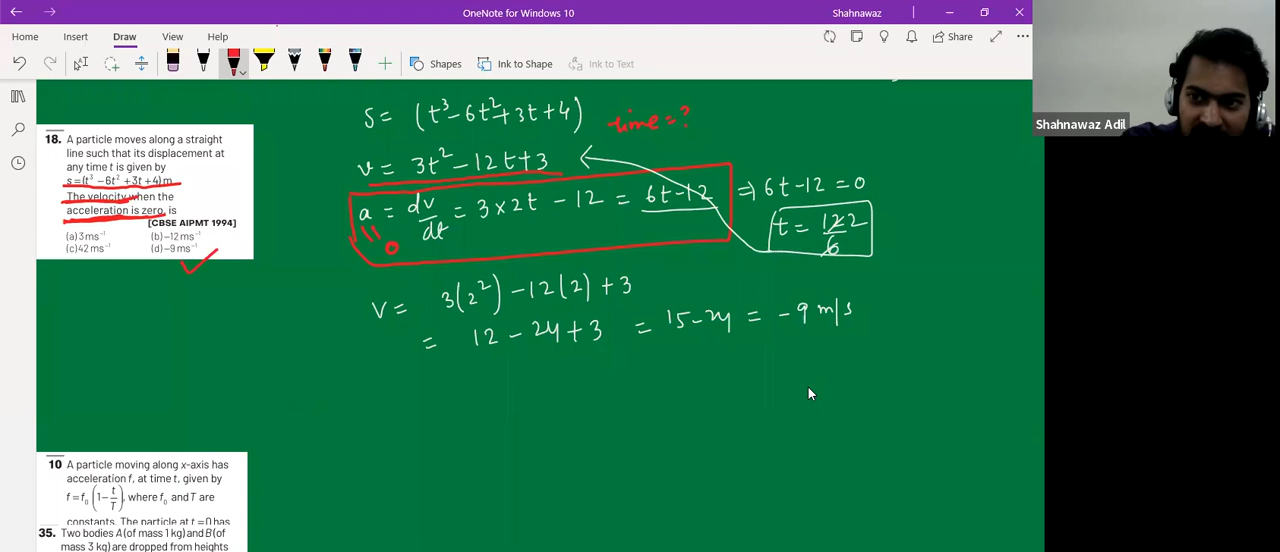 OneNote for Windows 10
Shahnawaz
Home Insert Draw View Help
Share
Shapes Ink to Shape Ink to Text
Shahnawaz Adil
18. A particle moves along a straight
line such that its displacement at
any time t is given by
s=(t³ −6t² +3t+4)m
The velocity when the
acceleration is zero, is
[CBSE AIPMT 1994]
(a) 3 ms⁻¹ (b) −12 ms⁻¹
(c) 42 ms⁻¹ (d) −9 ms⁻¹
S = (t³−6t²+3t+4) time = ?
v = 3t²−12t+3
a = dv/dt = 3×2t − 12 = 6t−12 ⇒ 6t−12 = 0
" 0
t = 12/6 2
V = 3(2²) −12(2) +3
= 12 − 24 + 3 = 15−24 = −9 m/s
10 A particle moving along x-axis has
acceleration f, at time t, given by
f = f₀ (1− t/T), where f₀ and T are
constants. The particle at t = 0 has
35. Two bodies A (of mass 1 kg) and B (of
mass 3 kg) are dropped from heights